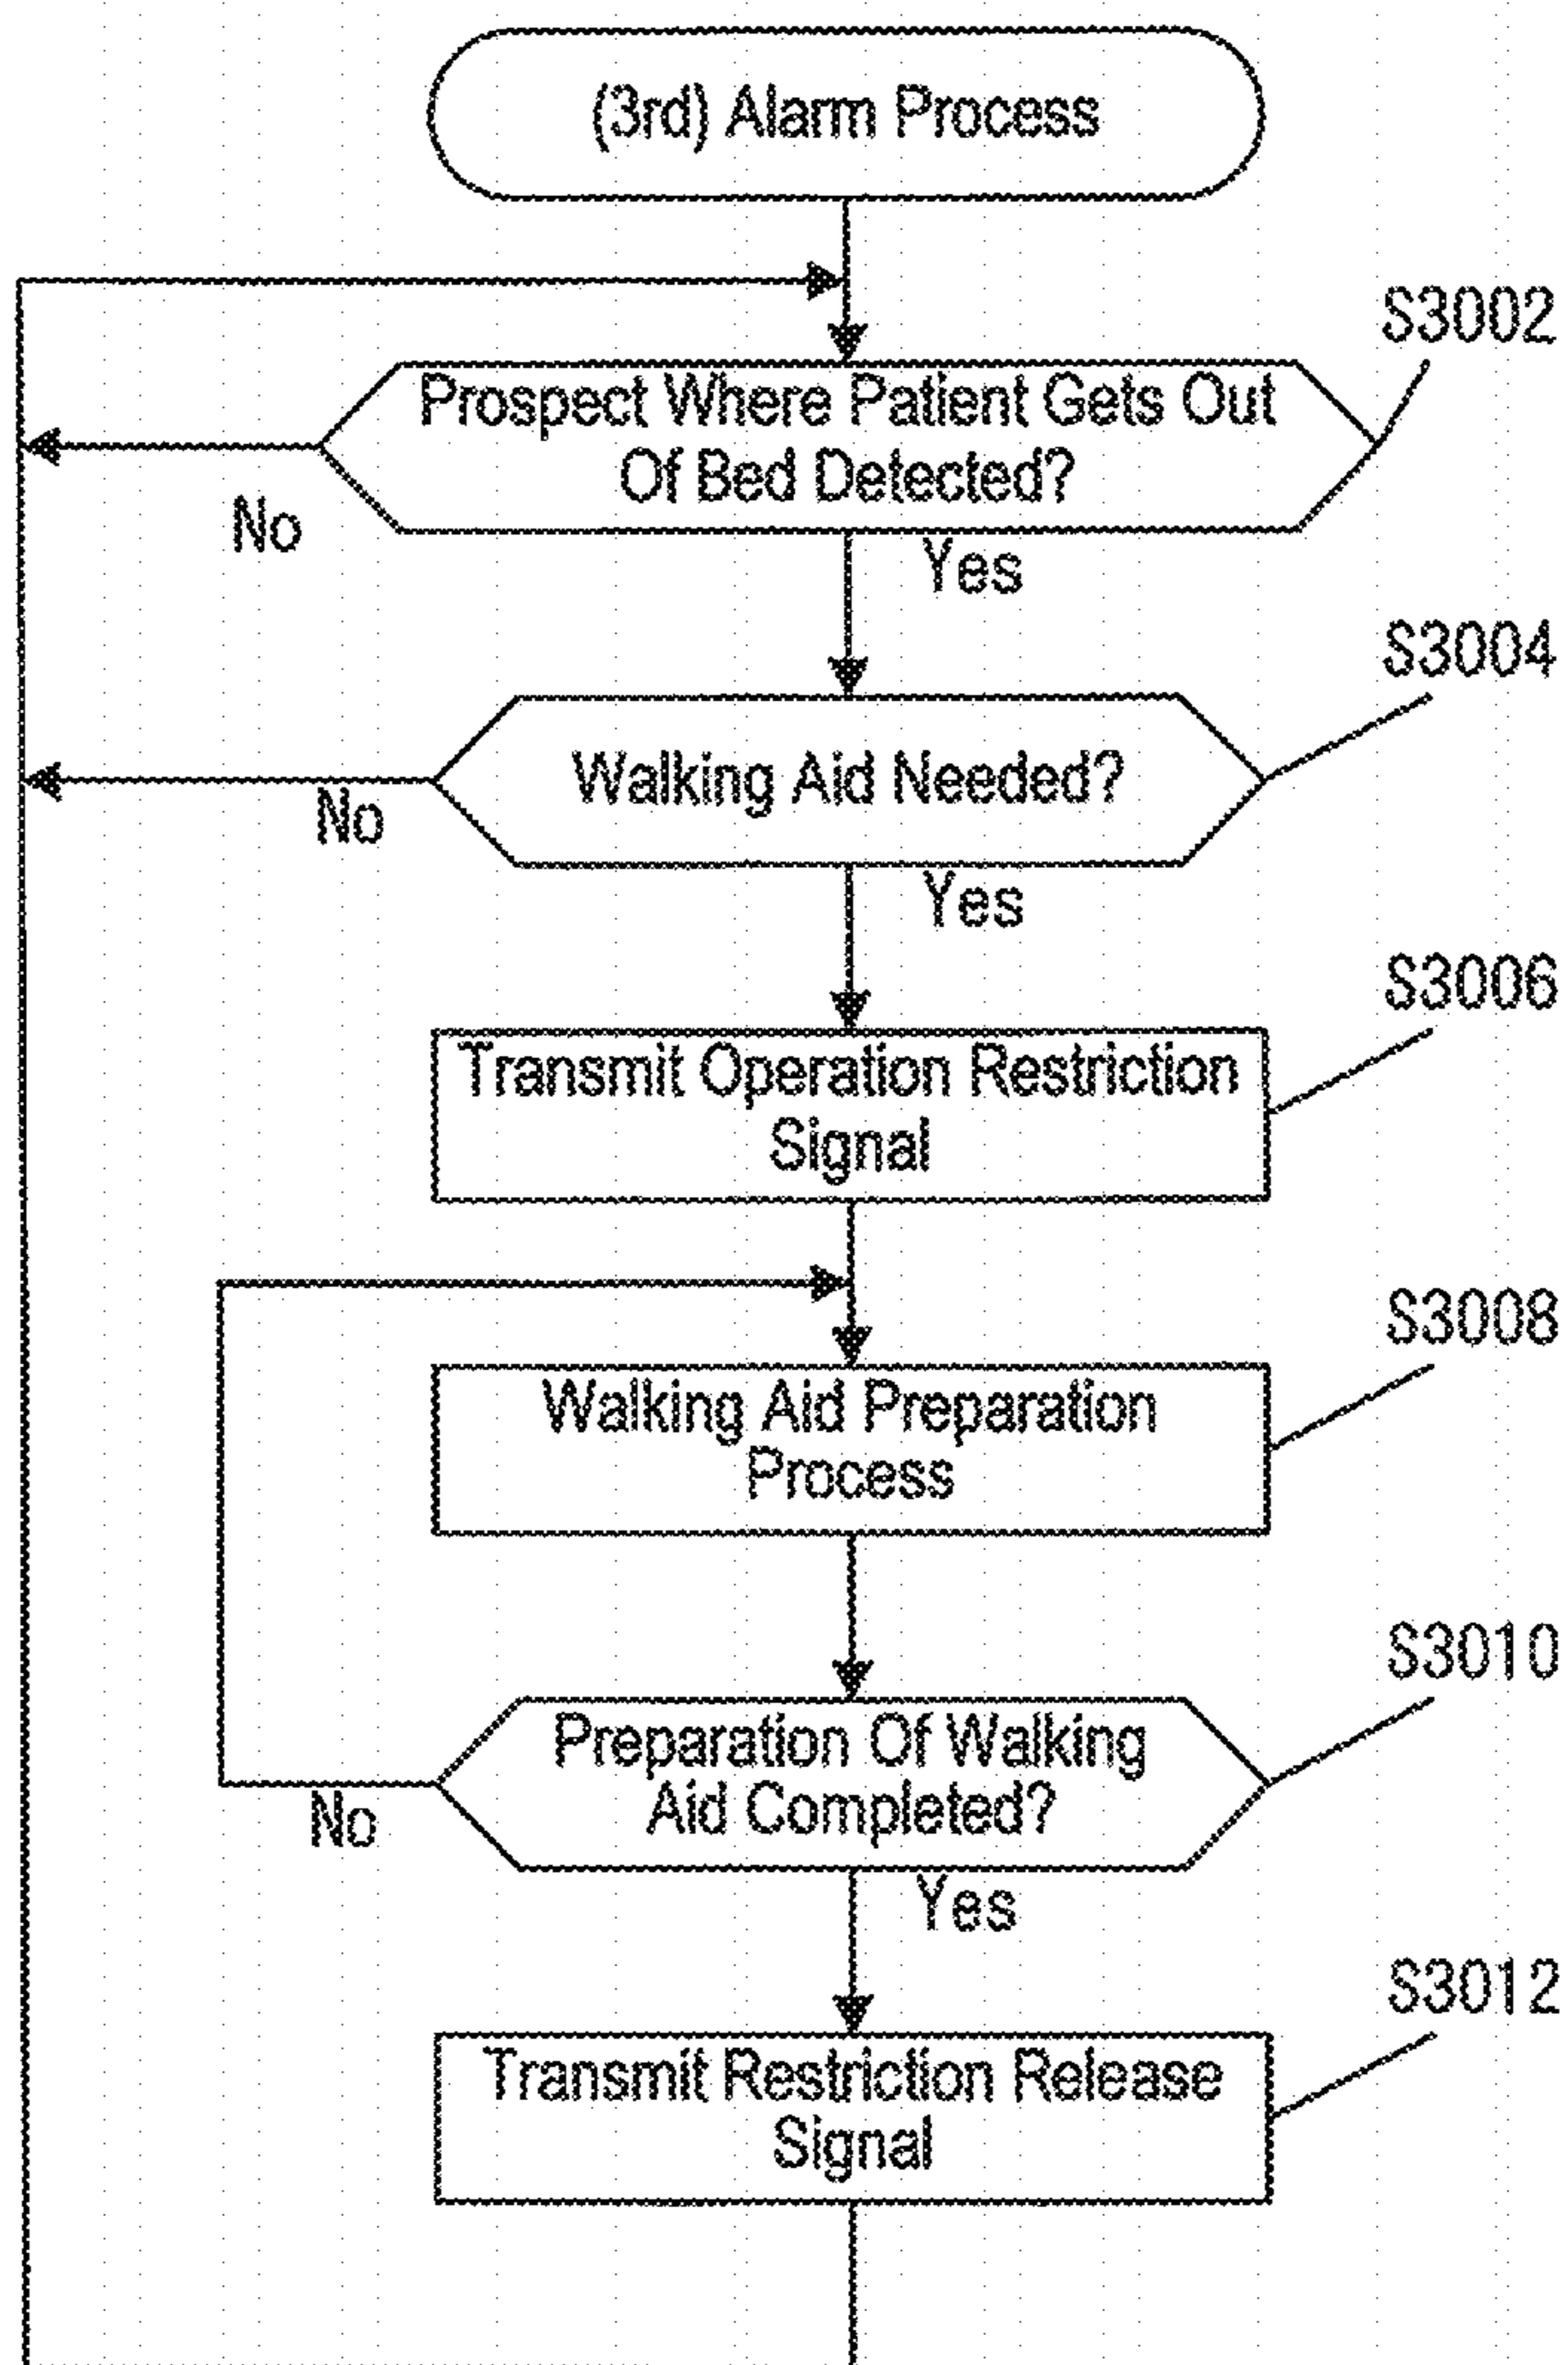 (3rd) Alarm Process
S3002
Prospect Where Patient Gets Out
Of Bed Detected?
No
Yes
S3004
Walking Aid Needed?
No
Yes
S3006
Transmit Operation Restriction
Signal
S3008
Walking Aid Preparation
Process
S3010
Preparation Of Walking
Aid Completed?
No
Yes
S3012
Transmit Restriction Release
Signal